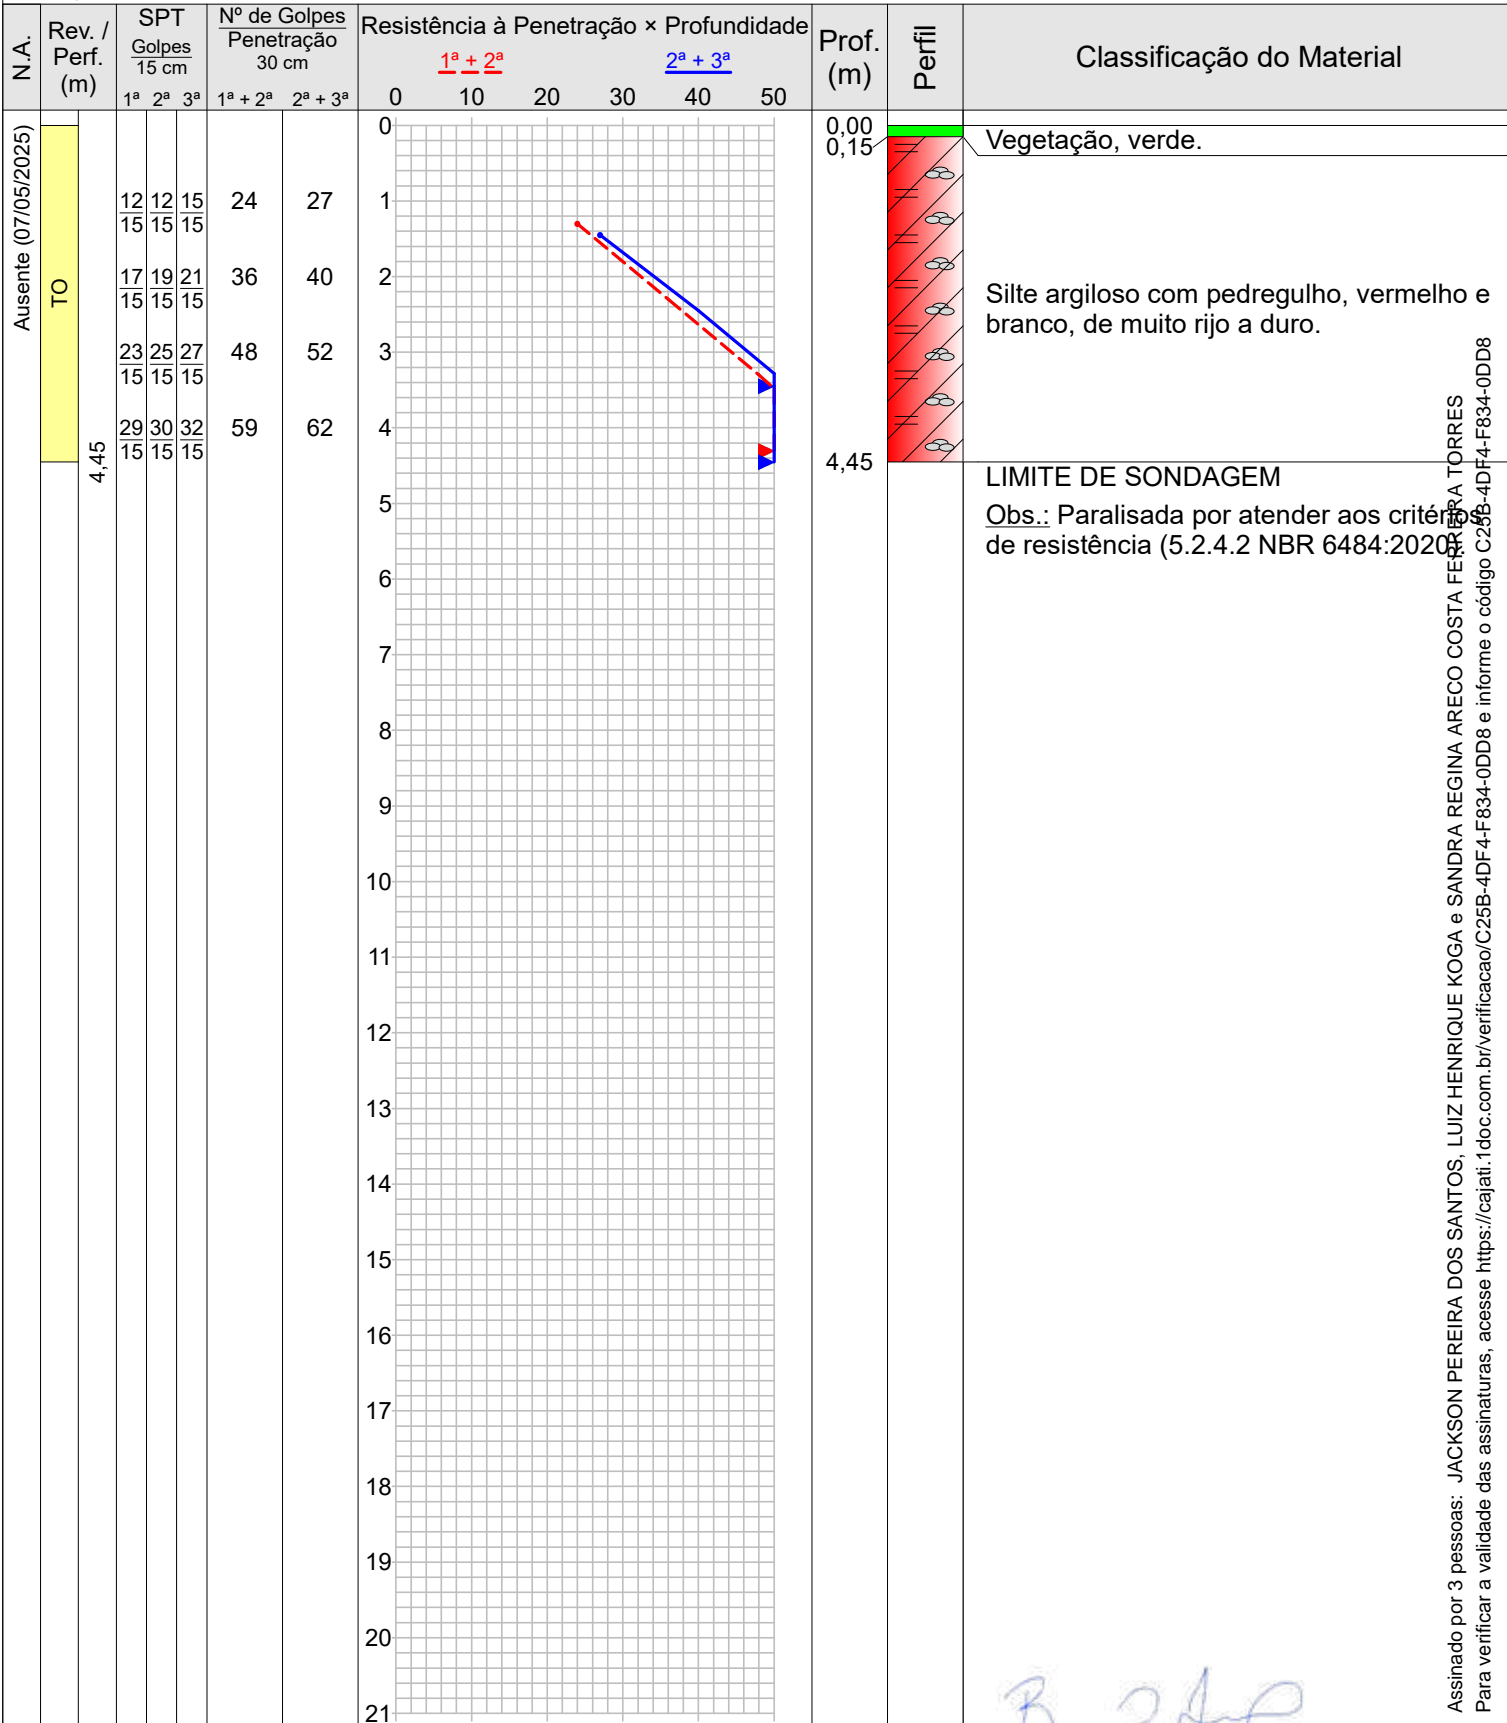 N.A.
Rev. /
Perf.
(m)
SPT
Golpes
15 cm
1ª 2ª 3ª
Nº de Golpes
Penetração
30 cm
1ª + 2ª 2ª + 3ª
Resistência à Penetração × Profundidade
1ª + 2ª 2ª + 3ª
0 10 20 30 40 50
Prof.
(m)
Perfil
Classificação do Material
Ausente (07/05/2025)
TO
4,45
12 12 15 24 27
15 15 15
17 19 21 36 40
15 15 15
23 25 27 48 52
15 15 15
29 30 32 59 62
15 15 15
0
1
2
3
4
5
6
7
8
9
10
11
12
13
14
15
16
17
18
19
20
21
0,00
0,15
4,45
Vegetação, verde.
Silte argiloso com pedregulho, vermelho e
branco, de muito rijo a duro.
LIMITE DE SONDAGEM
Obs.: Paralisada por atender aos critérios
de resistência (5.2.4.2 NBR 6484:2020).
Assinado por 3 pessoas: JACKSON PEREIRA DOS SANTOS, LUIZ HENRIQUE KOGA e SANDRA REGINA ARECO COSTA FERREIRA TORRES
Para verificar a validade das assinaturas, acesse https://cajati.1doc.com.br/verificacao/C25B-4DF4-F834-0DD8 e informe o código C25B-4DF4-F834-0DD8